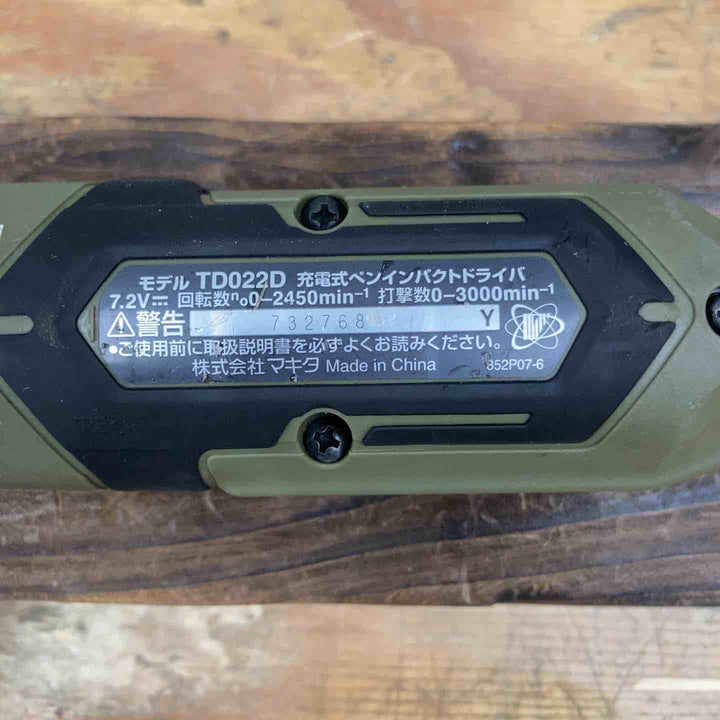 モデル TD022D 充電式ペンインパクトドライバ
7.2V⎓ 回転数n₀0-2450min⁻¹ 打撃数0-3000min⁻¹
⚠警告 732768 Y
●ご使用前に取扱説明書を必ずよくお読みください。
株式会社 マキタ Made in China 852P07-6